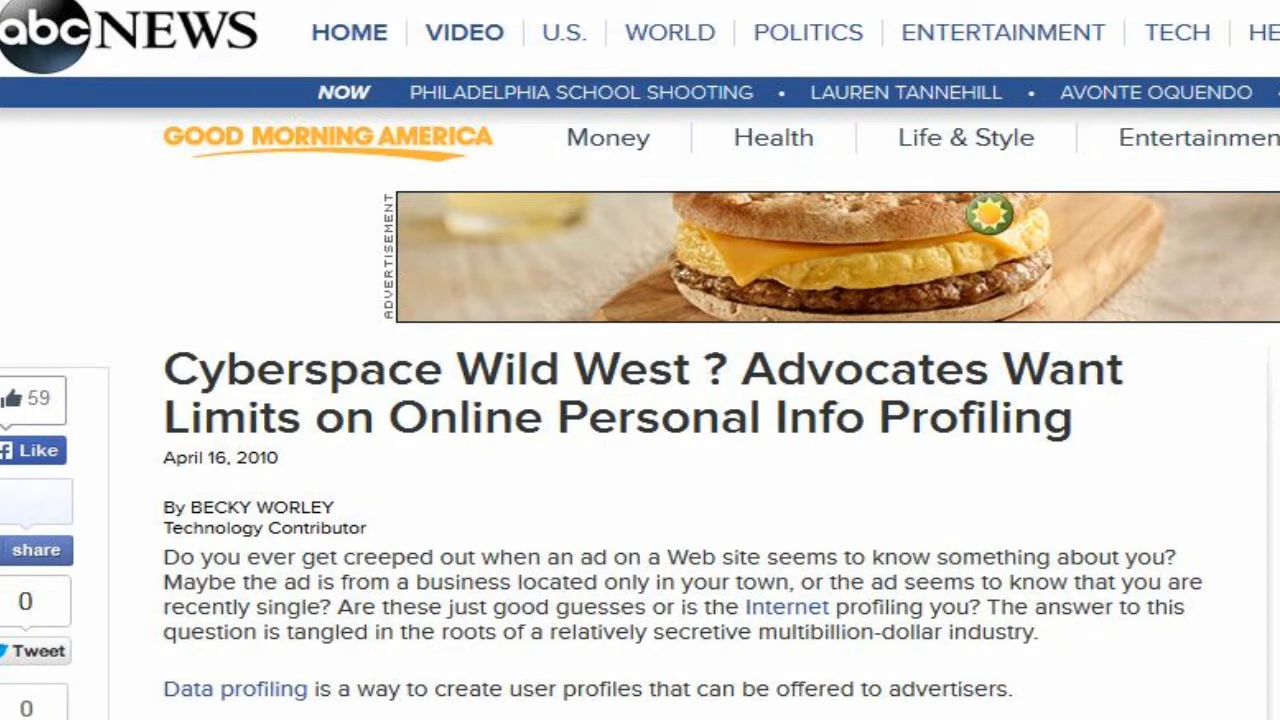 abc NEWS
HOME VIDEO U.S. WORLD POLITICS ENTERTAINMENT TECH HE
NOW PHILADELPHIA SCHOOL SHOOTING • LAUREN TANNEHILL • AVONTE OQUENDO •
GOOD MORNING AMERICA Money Health Life & Style Entertainmen
ADVERTISEMENT
Cyberspace Wild West ? Advocates Want
Limits on Online Personal Info Profiling
April 16, 2010
By BECKY WORLEY
Technology Contributor
Do you ever get creeped out when an ad on a Web site seems to know something about you?
Maybe the ad is from a business located only in your town, or the ad seems to know that you are
recently single? Are these just good guesses or is the Internet profiling you? The answer to this
question is tangled in the roots of a relatively secretive multibillion-dollar industry.
Data profiling is a way to create user profiles that can be offered to advertisers.
59
Like
share
0
Tweet
0